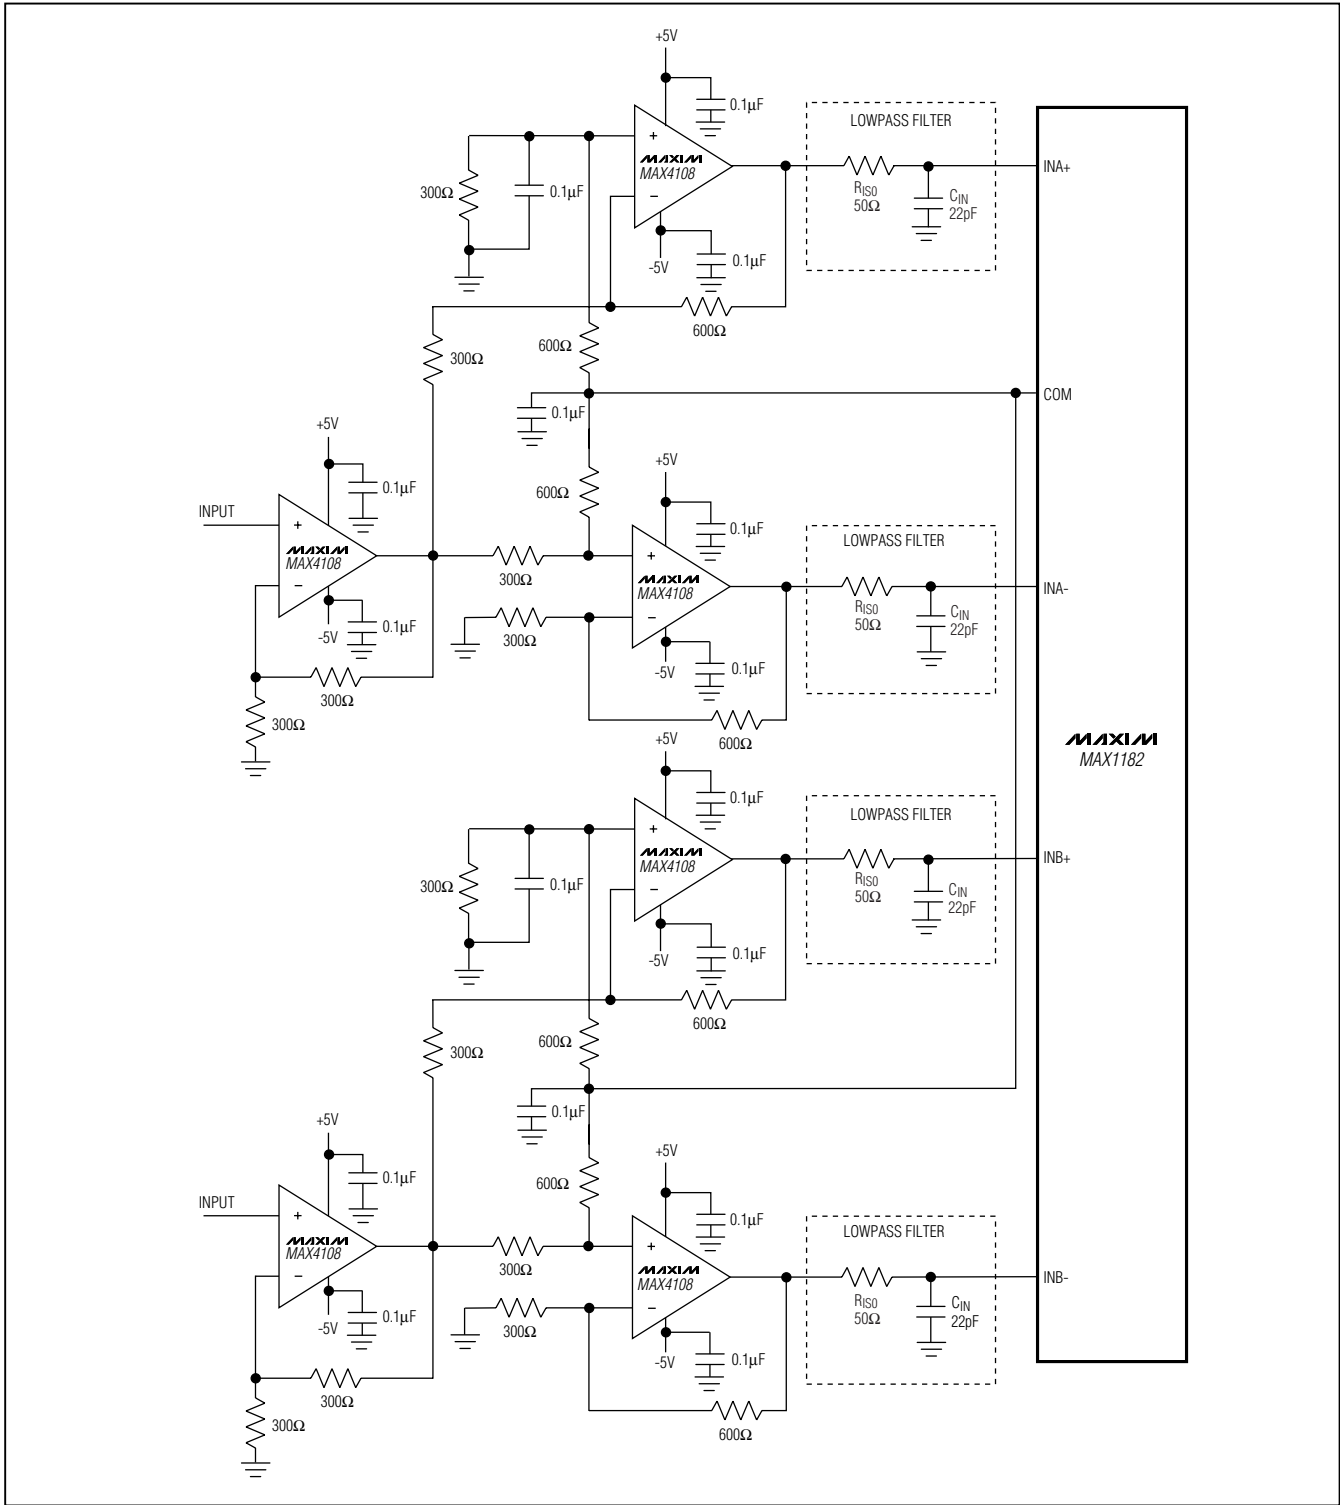 +5V
0.1µF
LOWPASS FILTER
+
MAXIM
MAX4108
INA+
300Ω
0.1µF
−
RISO
50Ω
CIN
22pF
-5V
0.1µF
600Ω
300Ω
600Ω
COM
0.1µF
+5V
+5V
0.1µF
600Ω
INPUT
+
0.1µF
LOWPASS FILTER
MAXIM
MAX4108
+
MAXIM
MAX4108
INA-
−
300Ω
−
RISO
50Ω
CIN
22pF
-5V
0.1µF
300Ω
-5V
0.1µF
300Ω
300Ω
600Ω
+5V
MAXIM
MAX1182
0.1µF
LOWPASS FILTER
+
MAXIM
MAX4108
INB+
300Ω
0.1µF
−
RISO
50Ω
CIN
22pF
-5V
0.1µF
600Ω
600Ω
300Ω
0.1µF
+5V
+5V
0.1µF
600Ω
INPUT
+
0.1µF
LOWPASS FILTER
MAXIM
MAX4108
+
MAXIM
MAX4108
INB-
−
300Ω
−
RISO
50Ω
CIN
22pF
-5V
0.1µF
300Ω
-5V
0.1µF
300Ω
300Ω
600Ω